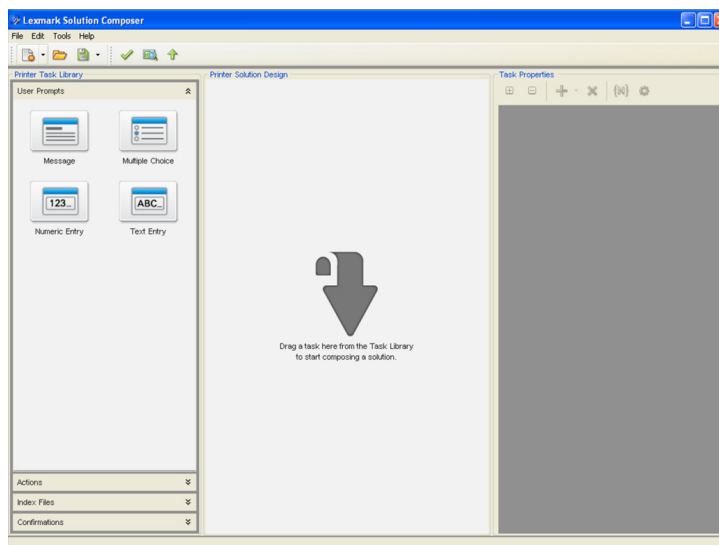 Lexmark Solution Composer
File Edit Tools Help
Printer Task Library
Printer Solution Design
Task Properties
User Prompts
Message
Multiple Choice
123_
ABC_
Numeric Entry
Text Entry
Drag a task here from the Task Library
to start composing a solution.
Actions
Index Files
Confirmations